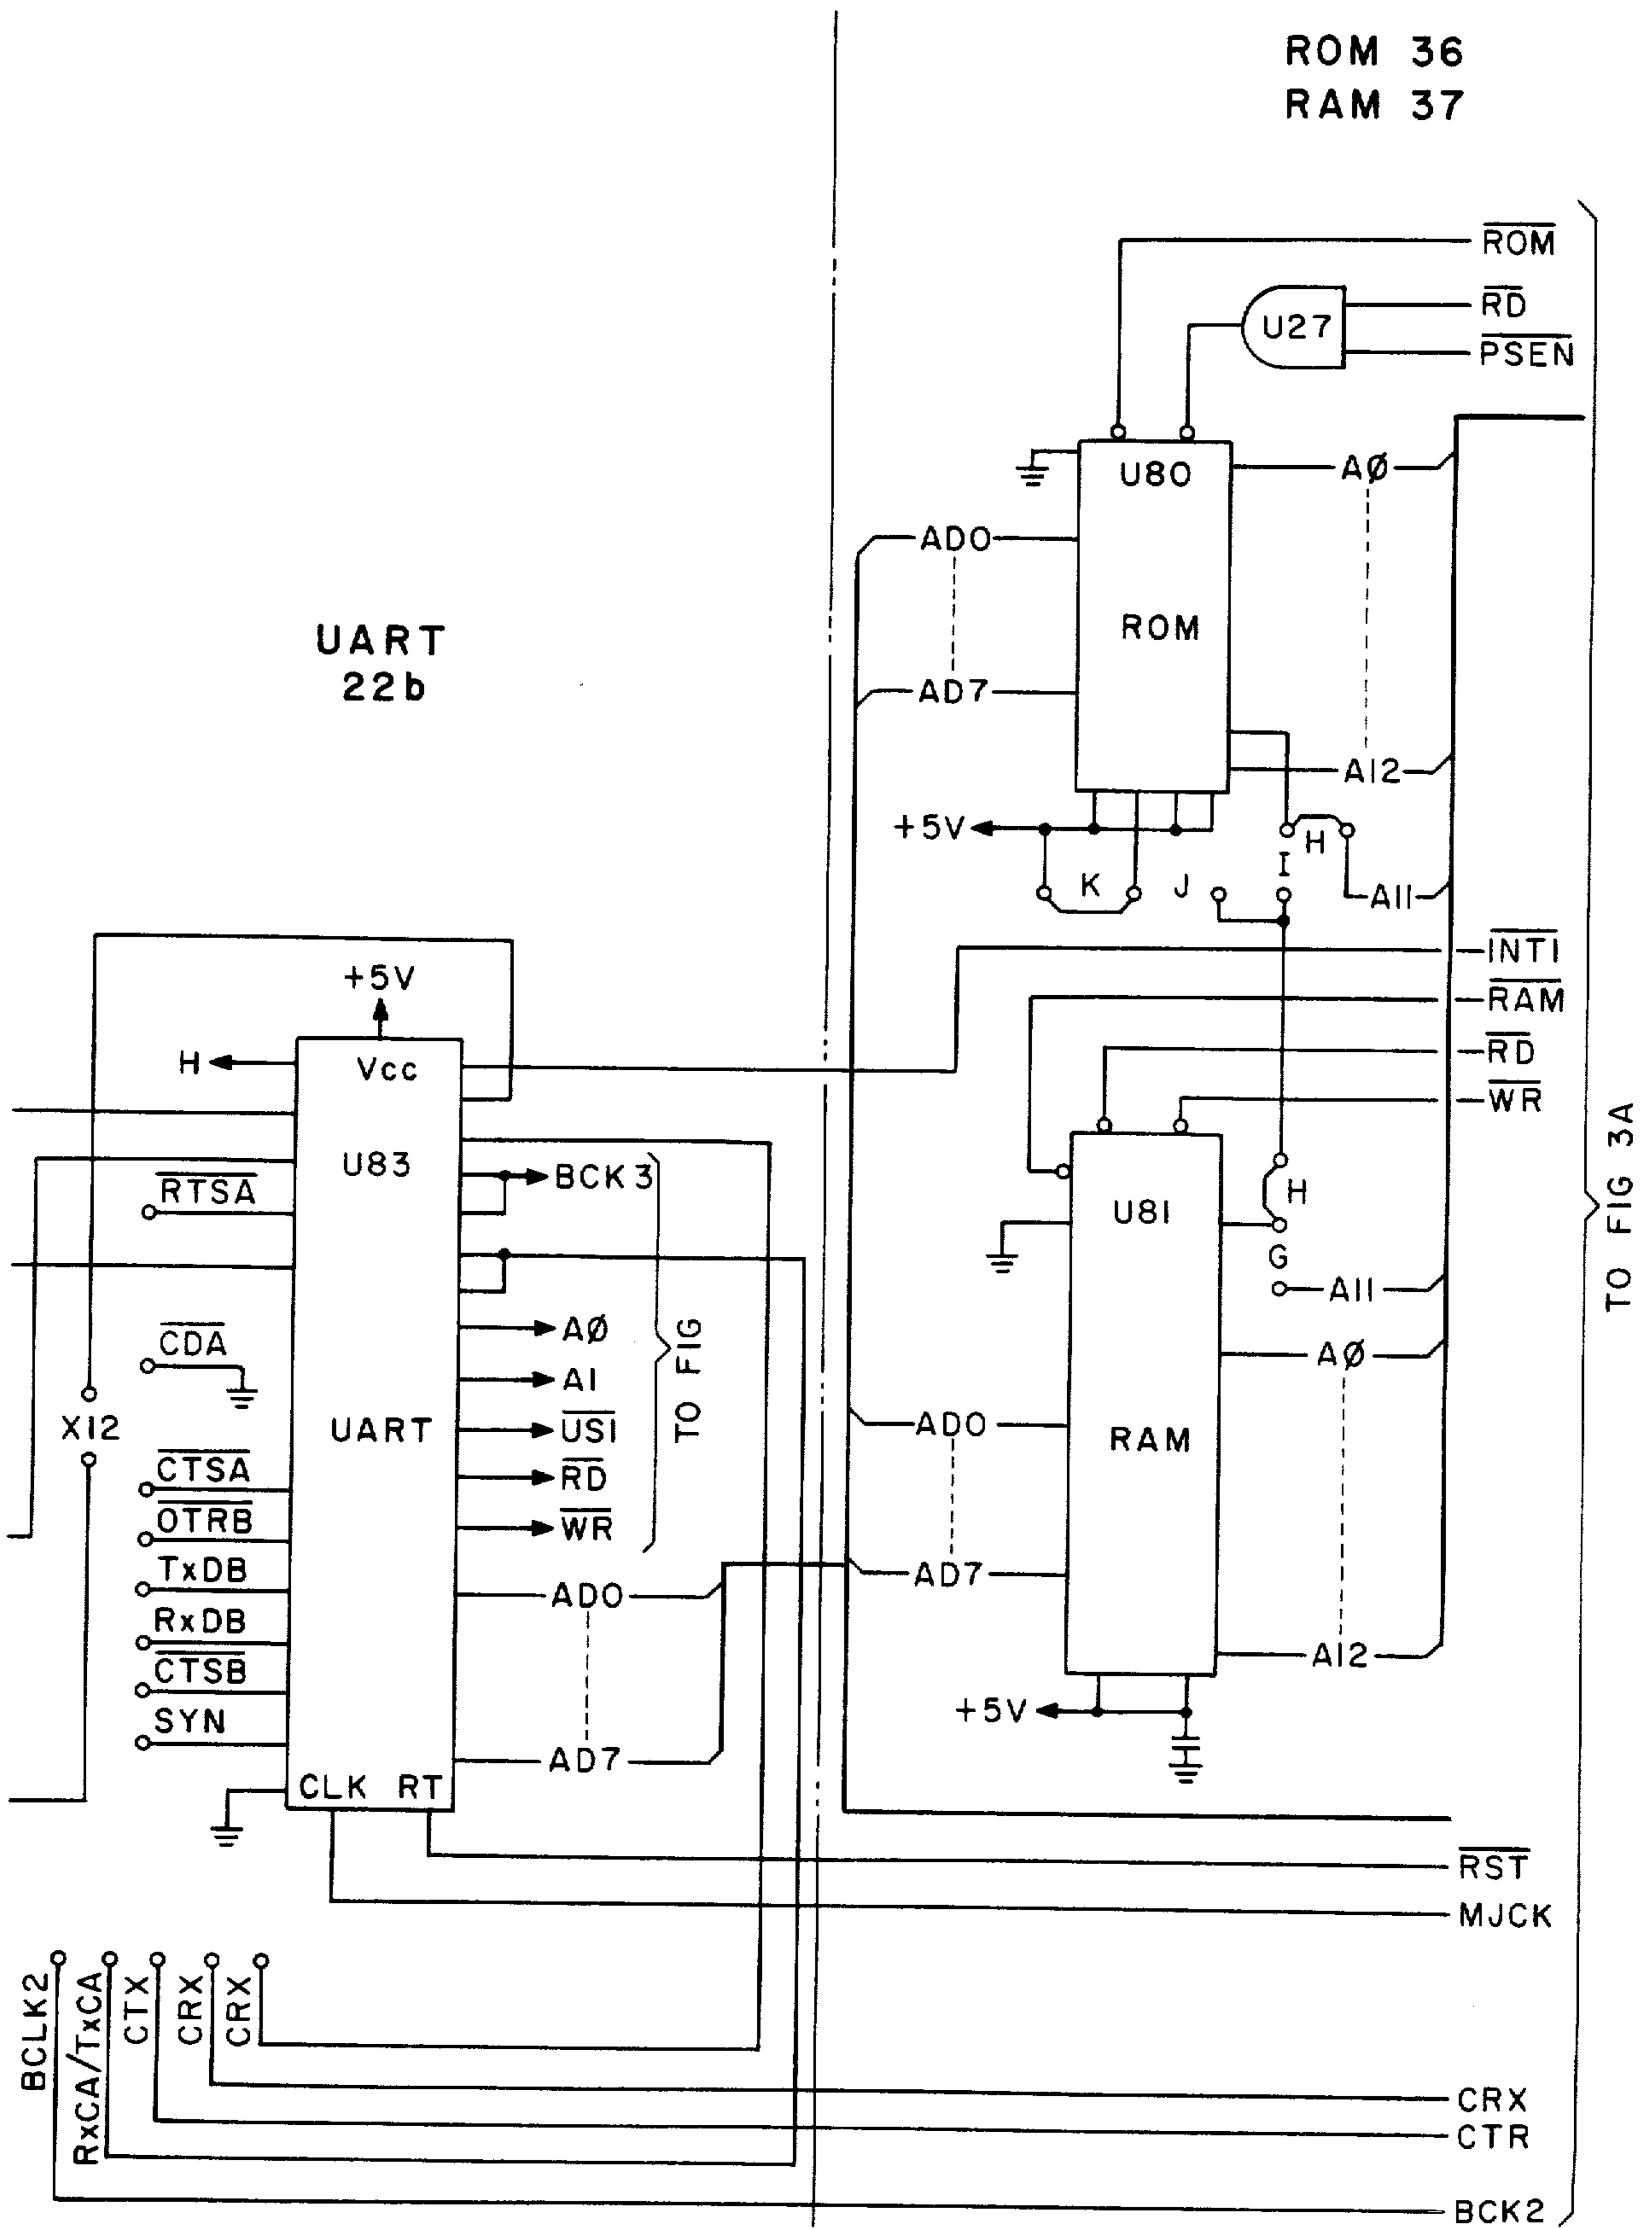 ROM 36
RAM 37
ROM
RD
U27
PSEN
U80
AØ
AD0
ROM
UART
22b
AD7
A12
+5V
H
I
K
J
A11
INT1
+5V
RAM
H
Vcc
RD
WR
U83
RTSA
BCK 3
U81
H
G
A11
CDA
AØ
TO FIG
AØ
A1
X12
UART
US1
AD0
RAM
CTSA
RD
OTRB
WR
TxDB
AD7
AD0
RxDB
CTSB
A12
SYN
+5V
AD7
CLK
RT
RST
MJCK
BCLK2
RxCA/TxCA
CTX
CRX
CRX
CRX
CTR
BCK2
TO FIG 3A